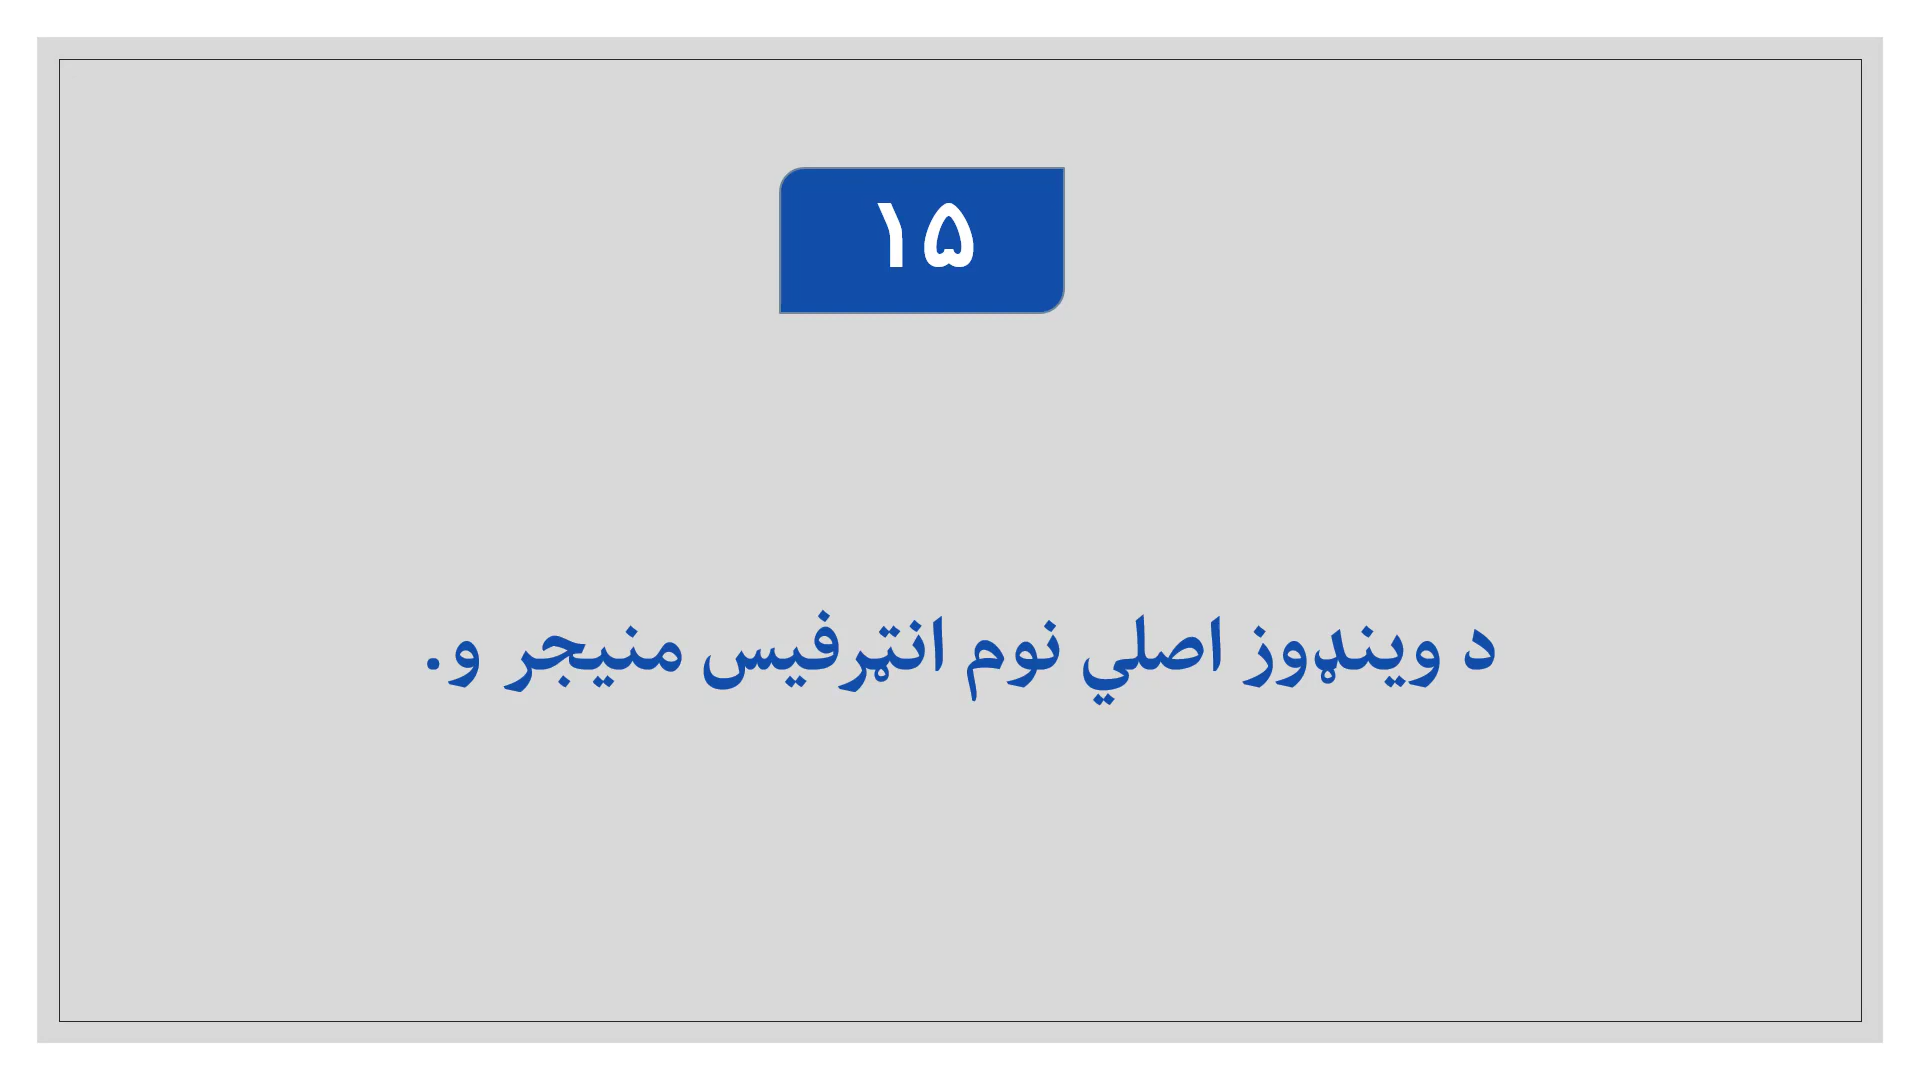 ۱۵
د وینډوز اصلي نوم انټرفیس منیجر و.